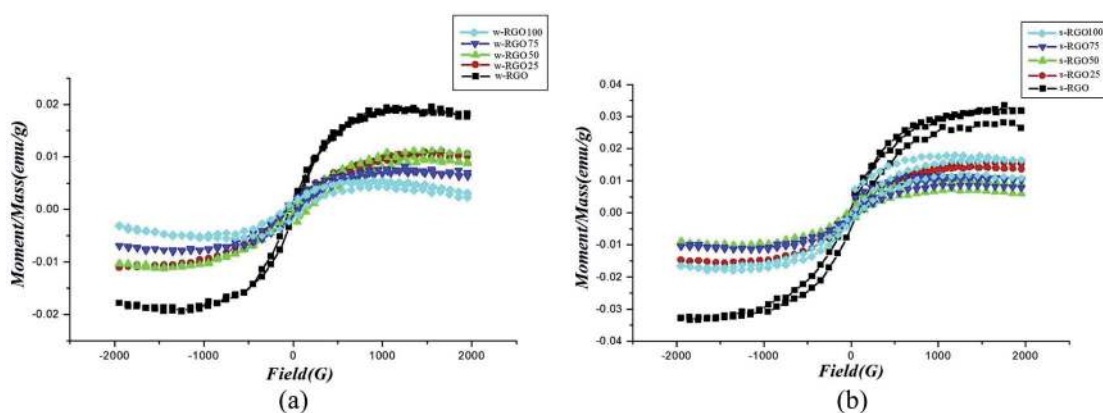 w-RGO100
w-RGO75
w-RGO50
w-RGO25
w-RGO
Moment/Mass(emu/g)
0.02
0.01
0.00
-0.01
-0.02
-2000
-1000
0
1000
2000
Field(G)
(a)
s-RGO100
s-RGO75
s-RGO50
s-RGO25
s-RGO
Moment/Mass(emu/g)
0.04
0.03
0.02
0.01
0.00
-0.01
-0.02
-0.03
-0.04
-2000
-1000
0
1000
2000
Field(G)
(b)